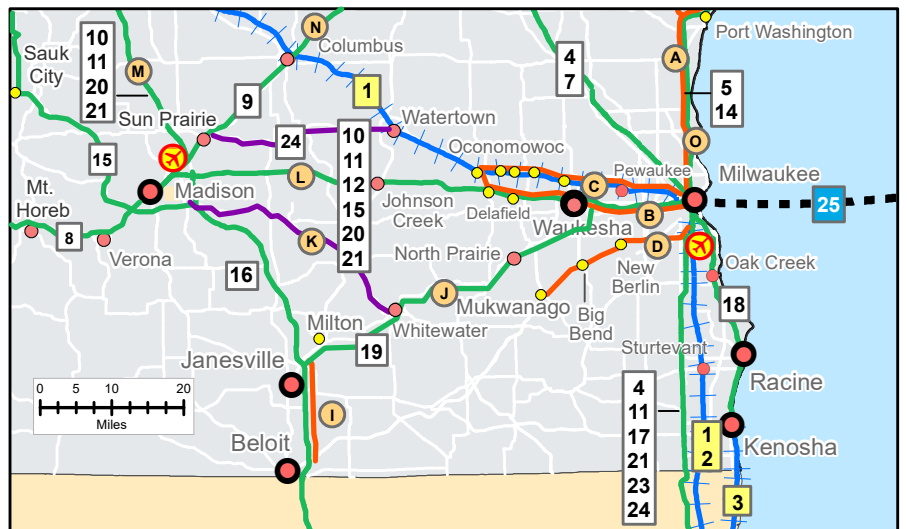 N
Columbus
Port Washington
Sauk
City
10
11
20
21
M
4
7
A
5
14
9
1
Sun Prairie
24
Watertown
10
11
12
15
20
21
Oconomowoc
O
15
L
Pewaukee
Milwaukee
Mt.
Horeb
Madison
Johnson
Creek
C
Delafield
B
25
Waukesha
8
Verona
K
North Prairie
D
New
Berlin
Oak Creek
16
J
Mukwanago
Big
Bend
18
Milton
Whitewater
19
Sturtevant
Janesville
Racine
0 5 10 20
Miles
I
4
11
17
21
23
24
Beloit
1
2
Kenosha
3